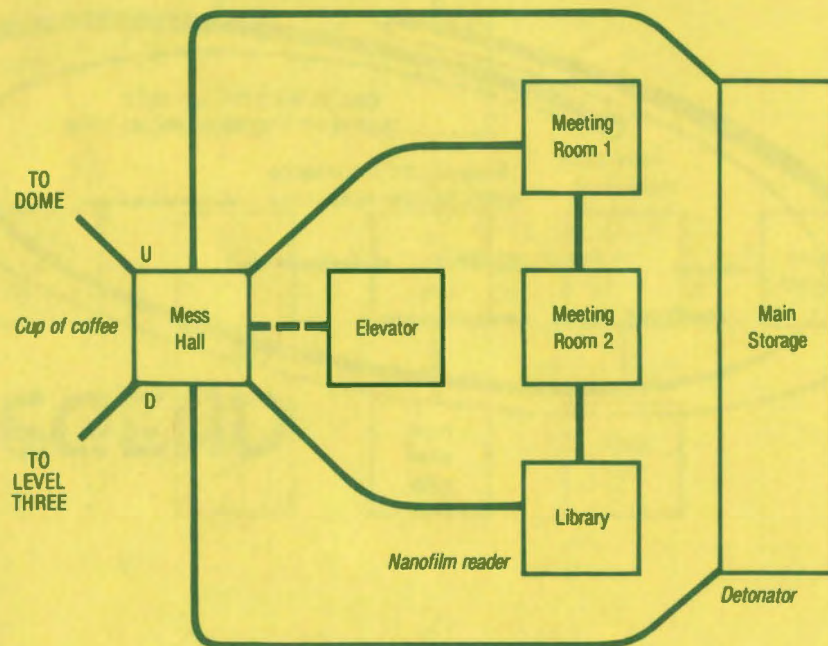 Meeting
Room 1
TO
DOME
U
Cup of coffee
Mess
Hall
Elevator
Meeting
Room 2
Main
Storage
D
TO
LEVEL
THREE
Library
Nanofilm reader
Detonator